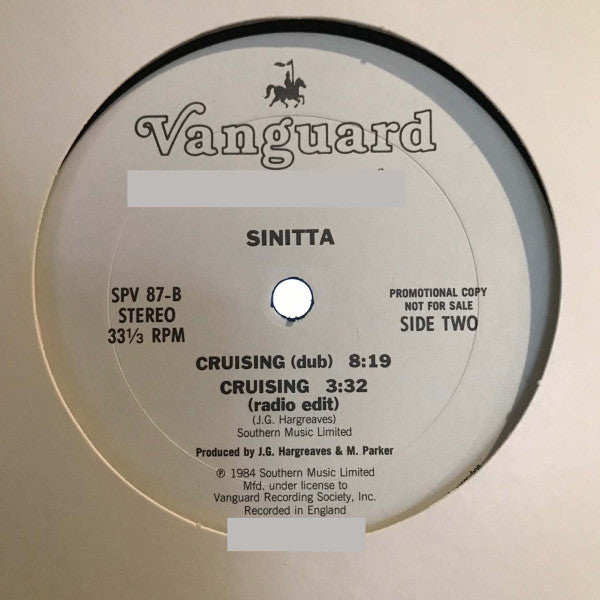 Vanguard
SINITTA
SPV 87-B
STEREO
33⅓ RPM
PROMOTIONAL COPY
NOT FOR SALE
SIDE TWO
CRUISING (dub) 8:19
CRUISING 3:32
(radio edit)
(J.G. Hargreaves)
Southern Music Limited
Produced by J.G. Hargreaves & M. Parker
℗ 1984 Southern Music Limited
Mfd. under license to
Vanguard Recording Society, Inc.
Recorded in England